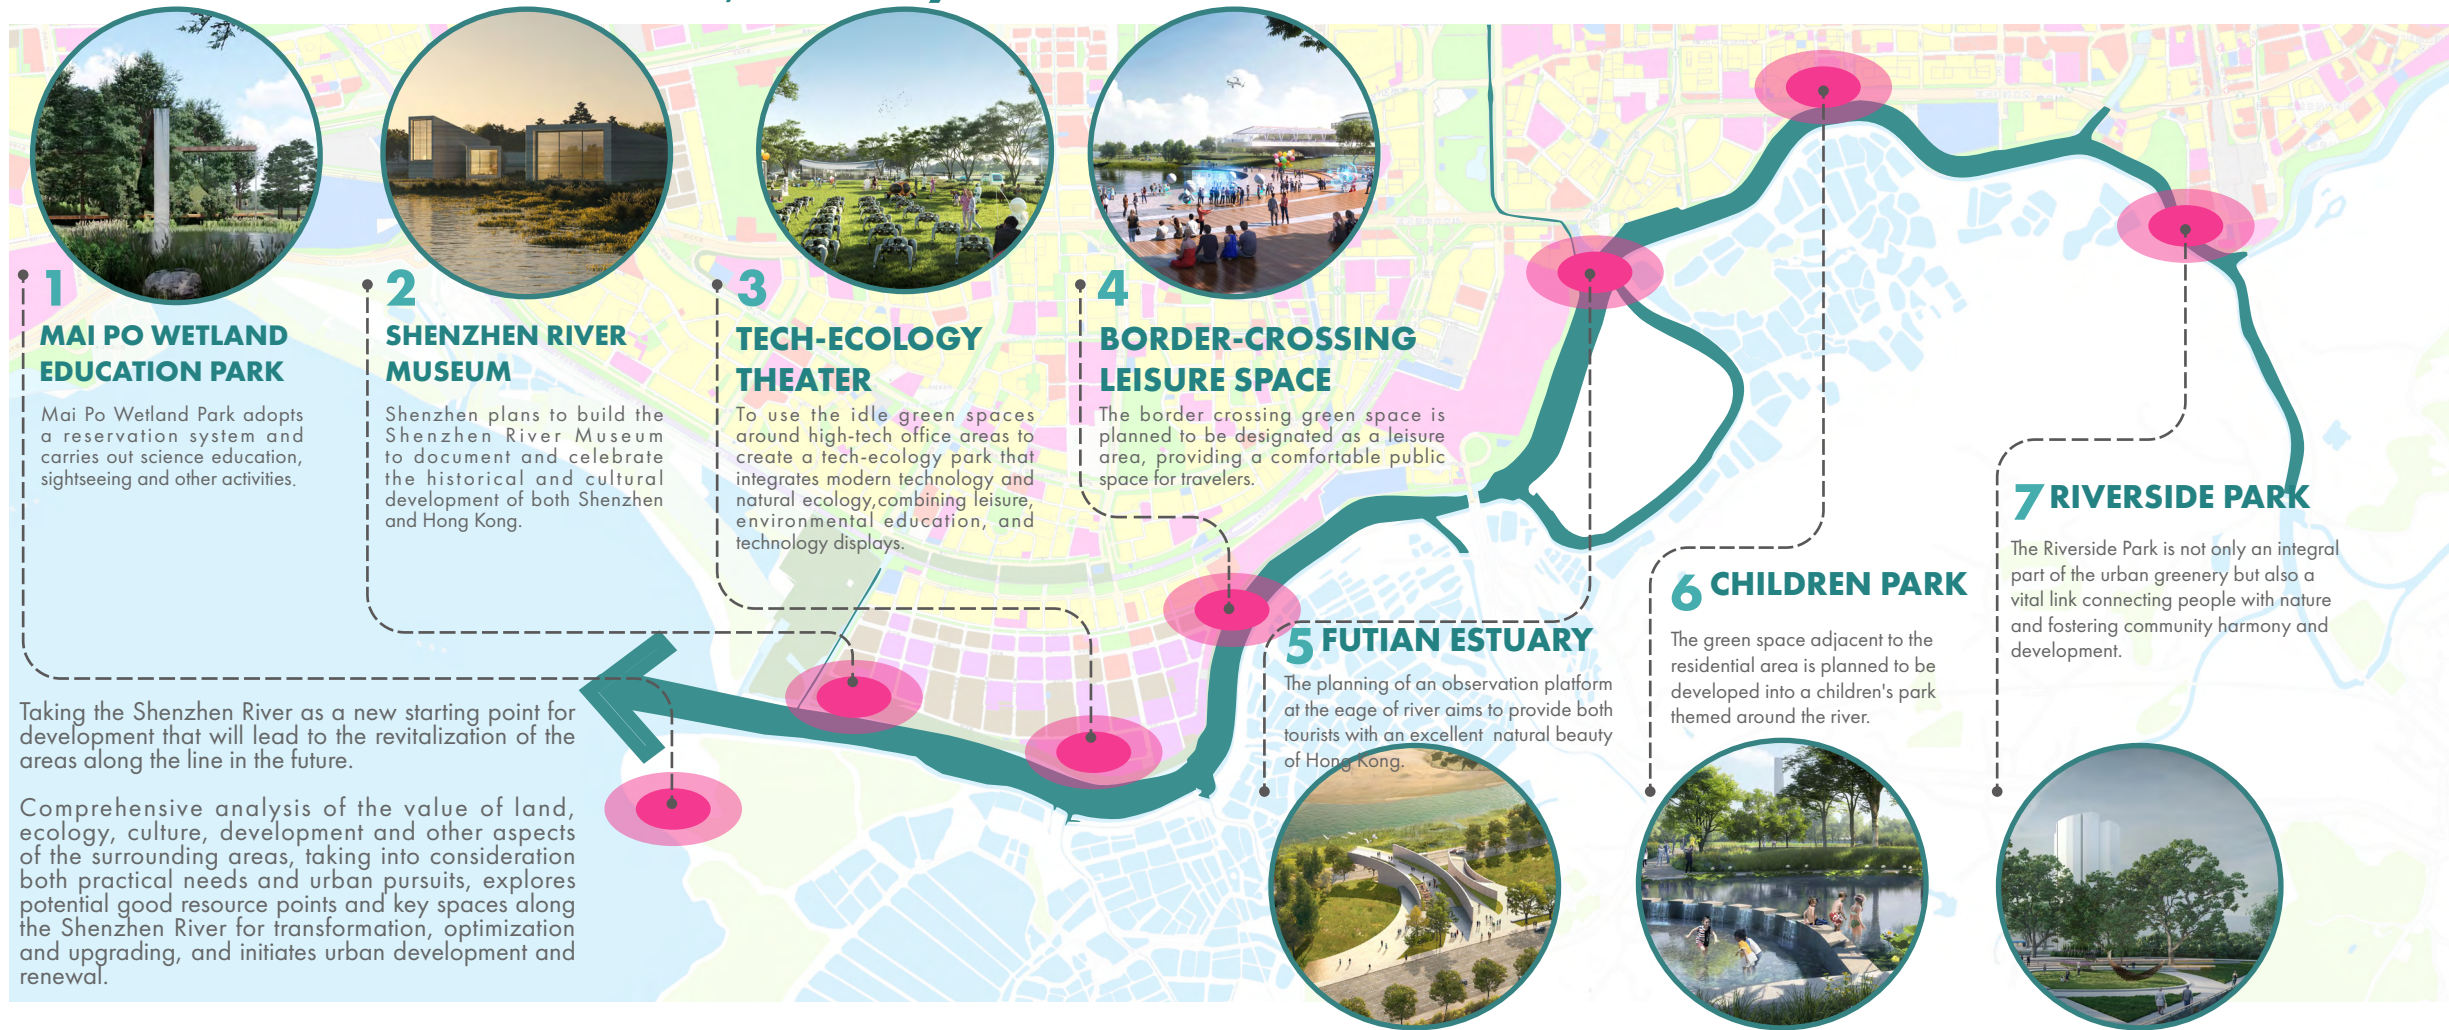 1
MAI PO WETLAND
EDUCATION PARK
Mai Po Wetland Park adopts
a reservation system and
carries out science education,
sightseeing and other activities.
2
SHENZHEN RIVER
MUSEUM
Shenzhen plans to build the
Shenzhen River Museum
to document and celebrate
the historical and cultural
development of both Shenzhen
and Hong Kong.
3
TECH-ECOLOGY
THEATER
To use the idle green spaces
around high-tech office areas to
create a tech-ecology park that
integrates modern technology and
natural ecology,combining leisure,
environmental education, and
technology displays.
4
BORDER-CROSSING
LEISURE SPACE
The border crossing green space is
planned to be designated as a leisure
area, providing a comfortable public
space for travelers.
5 FUTIAN ESTUARY
The planning of an observation platform
at the eage of river aims to provide both
tourists with an excellent natural beauty
of Hong Kong.
6 CHILDREN PARK
The green space adjacent to the
residential area is planned to be
developed into a children's park
themed around the river.
7 RIVERSIDE PARK
The Riverside Park is not only an integral
part of the urban greenery but also a
vital link connecting people with nature
and fostering community harmony and
development.
Taking the Shenzhen River as a new starting point for
development that will lead to the revitalization of the
areas along the line in the future.
Comprehensive analysis of the value of land,
ecology, culture, development and other aspects
of the surrounding areas, taking into consideration
both practical needs and urban pursuits, explores
potential good resource points and key spaces along
the Shenzhen River for transformation, optimization
and upgrading, and initiates urban development and
renewal.